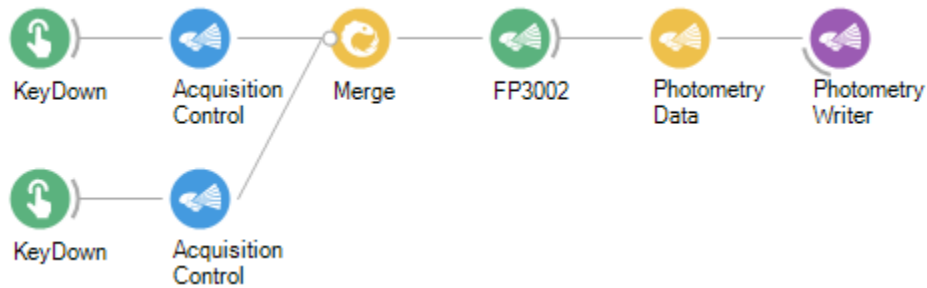 KeyDown
Acquisition
Control
Merge
FP3002
Photometry
Data
Photometry
Writer
KeyDown
Acquisition
Control